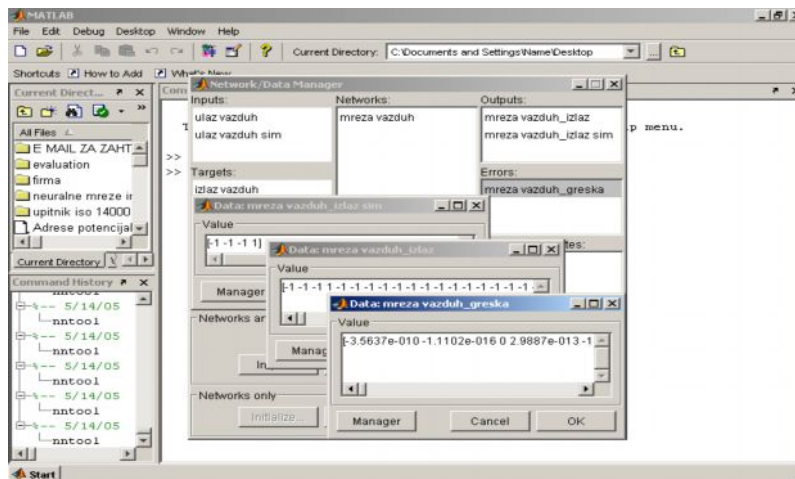 MATLAB
File Edit Debug Desktop Window Help
Current Directory: C:\Documents and Settings\Name\Desktop
Shortcuts How to Add What's New
Current Direct...
All Files
E MAIL ZA ZAHT
evaluation
firma
neuralne mreze ir
upitnik iso 14000
Adrese potencijal
Current Directory
Command History
5/14/05
nntool
5/14/05
nntool
5/14/05
nntool
5/14/05
nntool
5/14/05
nntool
Com
T
p menu.
>>
>>
Network/Data Manager
Inputs: Networks: Outputs:
ulaz vazduh mreza vazduh mreza vazduh_izlaz
ulaz vazduh sim mreza vazduh_izlaz sim
Targets: Errors:
izlaz vazduh mreza vazduh_greska
tes:
Networks ar
In
Networks only
Initialize...
Data: mreza vazduh_izlaz sim
Value
[-1 -1 -1 1]
Manager
Data: mreza vazduh_izlaz
Value
[-1 -1 -1 1 -1 -1 -1 -1 -1 -1 -1 -1 -1 -1 -1 -1 -1
Manag
Data: mreza vazduh_greska
Value
[-3.5637e-010 -1.1102e-016 0 2.9887e-013 -1
Manager Cancel OK
Start